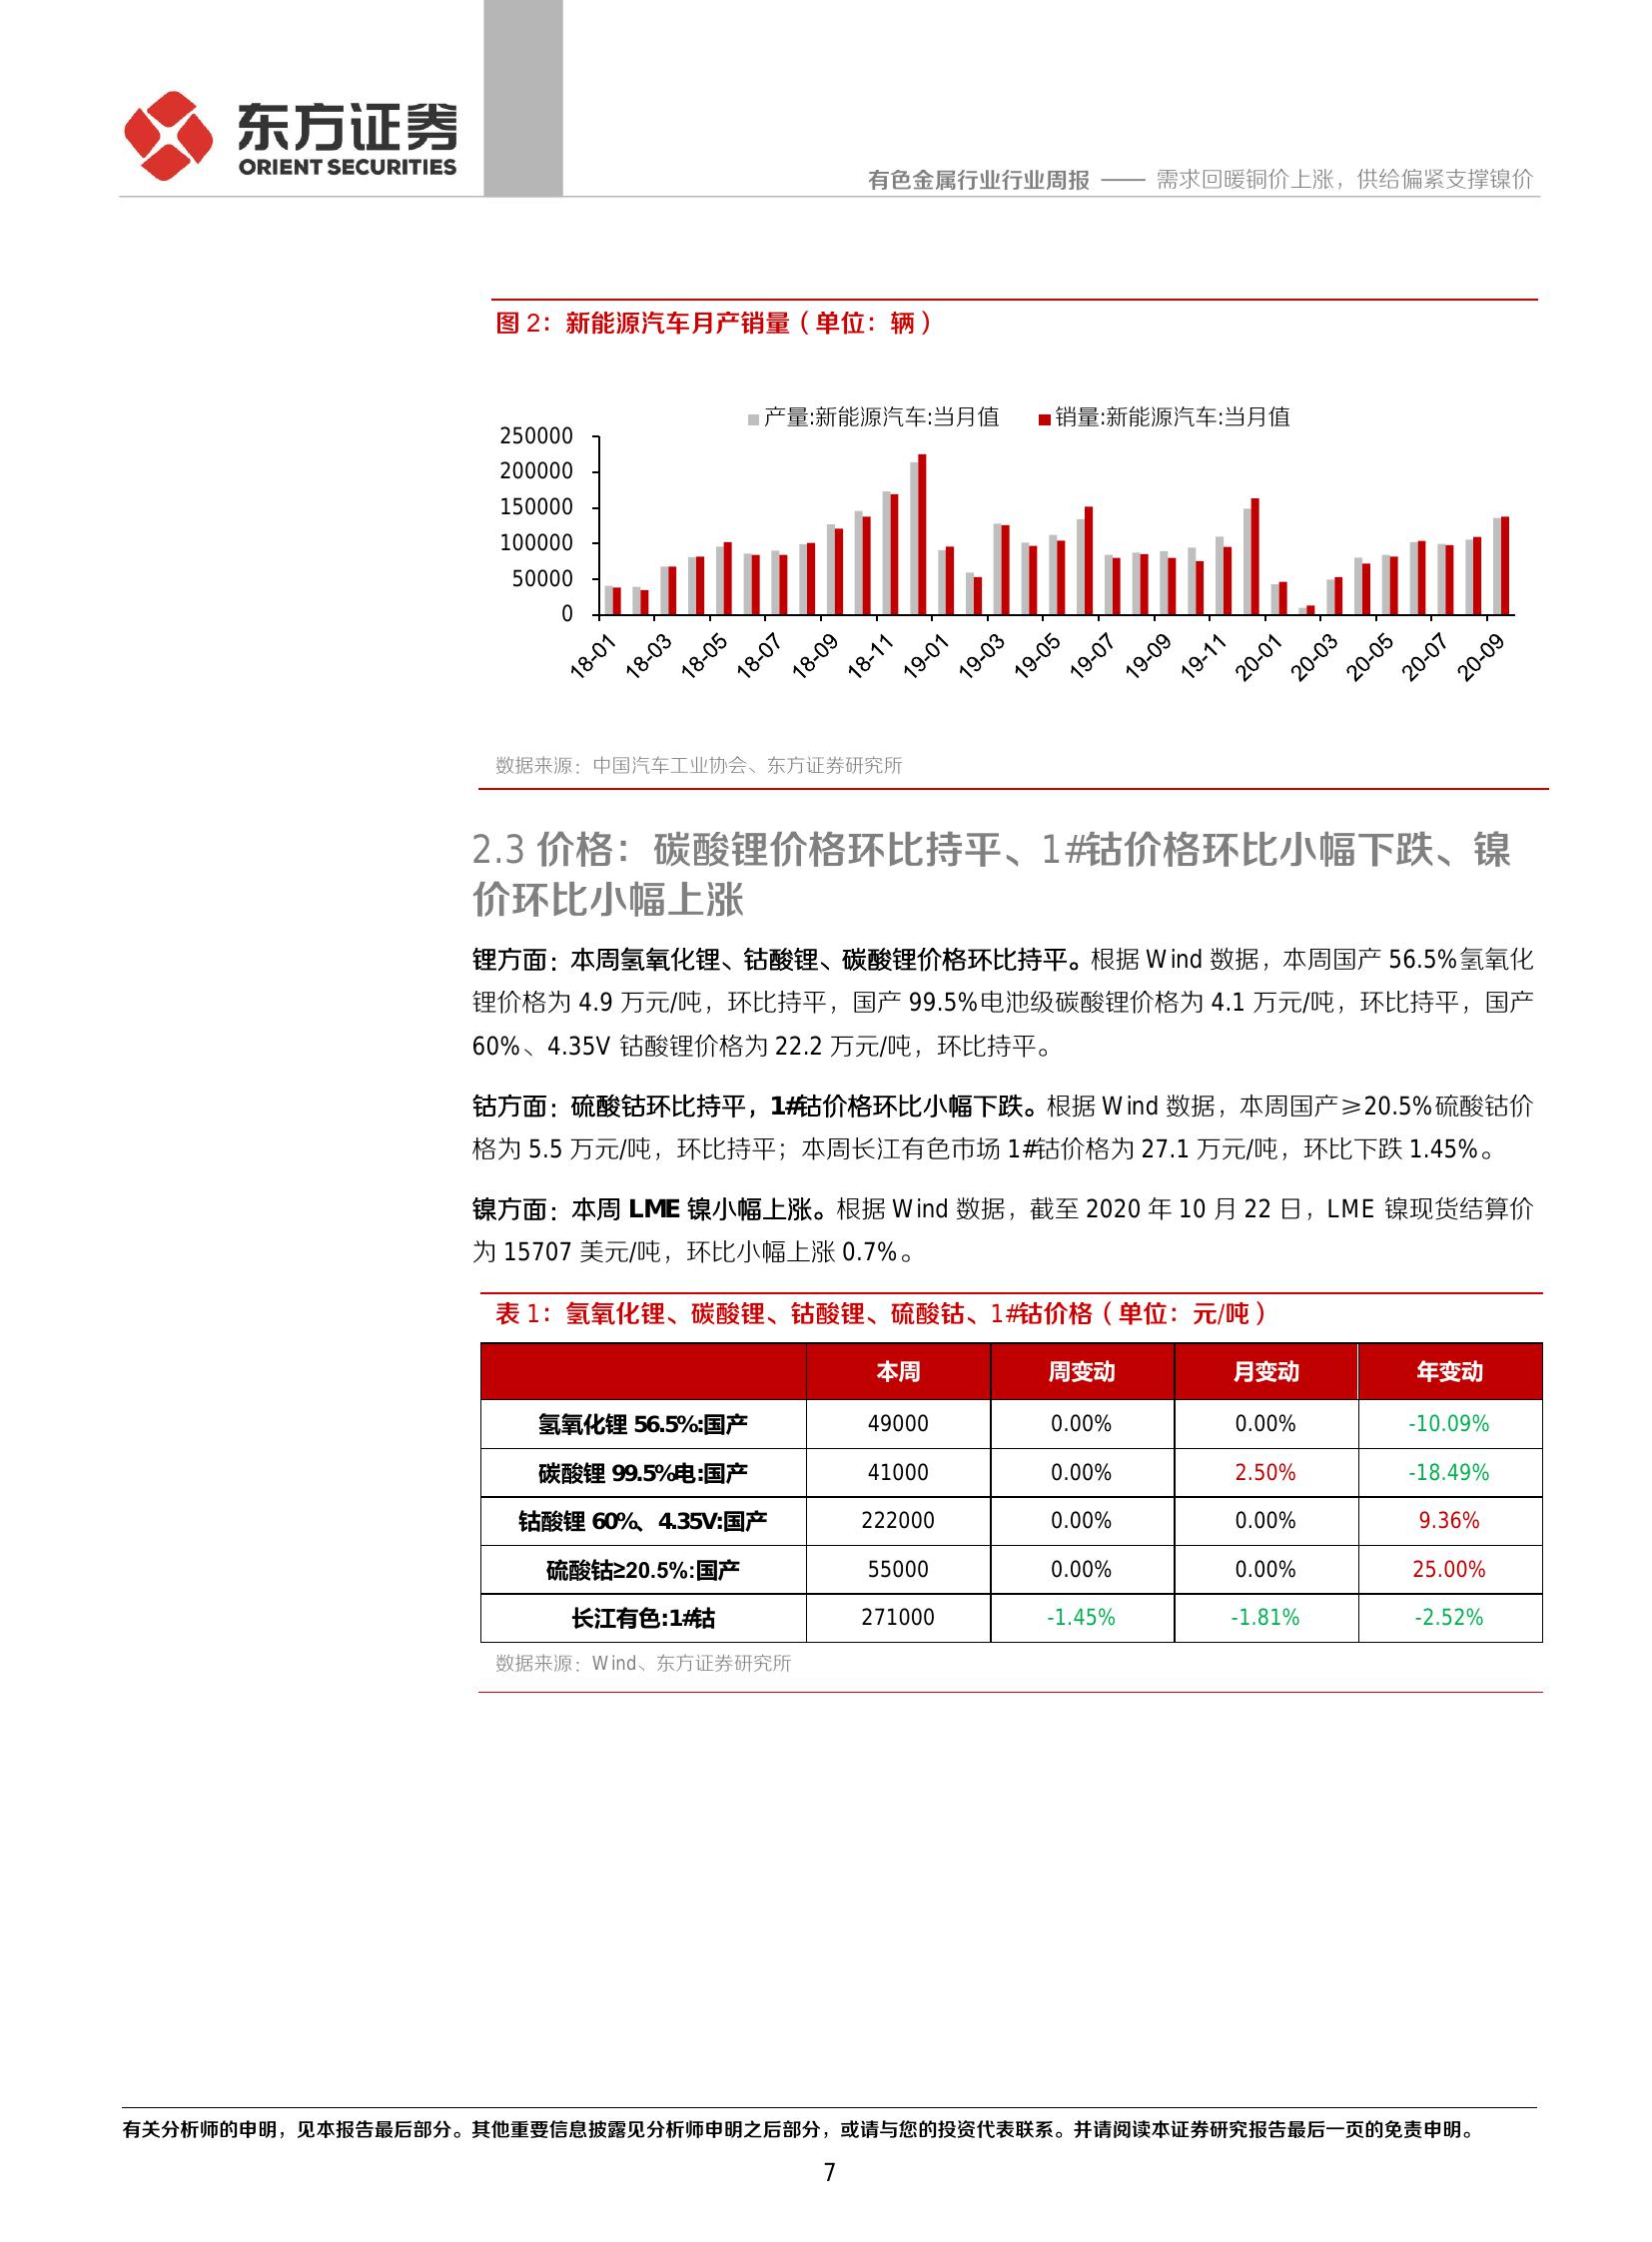 东方证券
ORIENT SECURITIES
有色金属行业行业周报 —— 需求回暖铜价上涨，供给偏紧支撑镍价
图 2：新能源汽车月产销量（单位：辆）
产量:新能源汽车:当月值 销量:新能源汽车:当月值
250000
200000
150000
100000
50000
0
18-01 18-03 18-05 18-07 18-09 18-11 19-01 19-03 19-05 19-07 19-09 19-11 20-01 20-03 20-05 20-07 20-09
数据来源：中国汽车工业协会、东方证券研究所
2.3 价格：碳酸锂价格环比持平、1#钴价格环比小幅下跌、镍
价环比小幅上涨
锂方面：本周氢氧化锂、钴酸锂、碳酸锂价格环比持平。根据 Wind 数据，本周国产 56.5%氢氧化
锂价格为 4.9 万元/吨，环比持平，国产 99.5%电池级碳酸锂价格为 4.1 万元/吨，环比持平，国产
60%、4.35V 钴酸锂价格为 22.2 万元/吨，环比持平。
钴方面：硫酸钴环比持平，1#钴价格环比小幅下跌。根据 Wind 数据，本周国产≥20.5%硫酸钴价
格为 5.5 万元/吨，环比持平；本周长江有色市场 1#钴价格为 27.1 万元/吨，环比下跌 1.45%。
镍方面：本周 LME 镍小幅上涨。根据 Wind 数据，截至 2020 年 10 月 22 日，LME 镍现货结算价
为 15707 美元/吨，环比小幅上涨 0.7%。
表 1：氢氧化锂、碳酸锂、钴酸锂、硫酸钴、1#钴价格（单位：元/吨）
本周 周变动 月变动 年变动
氢氧化锂 56.5%:国产 49000 0.00% 0.00% -10.09%
碳酸锂 99.5%电:国产 41000 0.00% 2.50% -18.49%
钴酸锂 60%、4.35V:国产 222000 0.00% 0.00% 9.36%
硫酸钴≥20.5%:国产 55000 0.00% 0.00% 25.00%
长江有色:1#钴 271000 -1.45% -1.81% -2.52%
数据来源：Wind、东方证券研究所
有关分析师的申明，见本报告最后部分。其他重要信息披露见分析师申明之后部分，或请与您的投资代表联系。并请阅读本证券研究报告最后一页的免责申明。
7